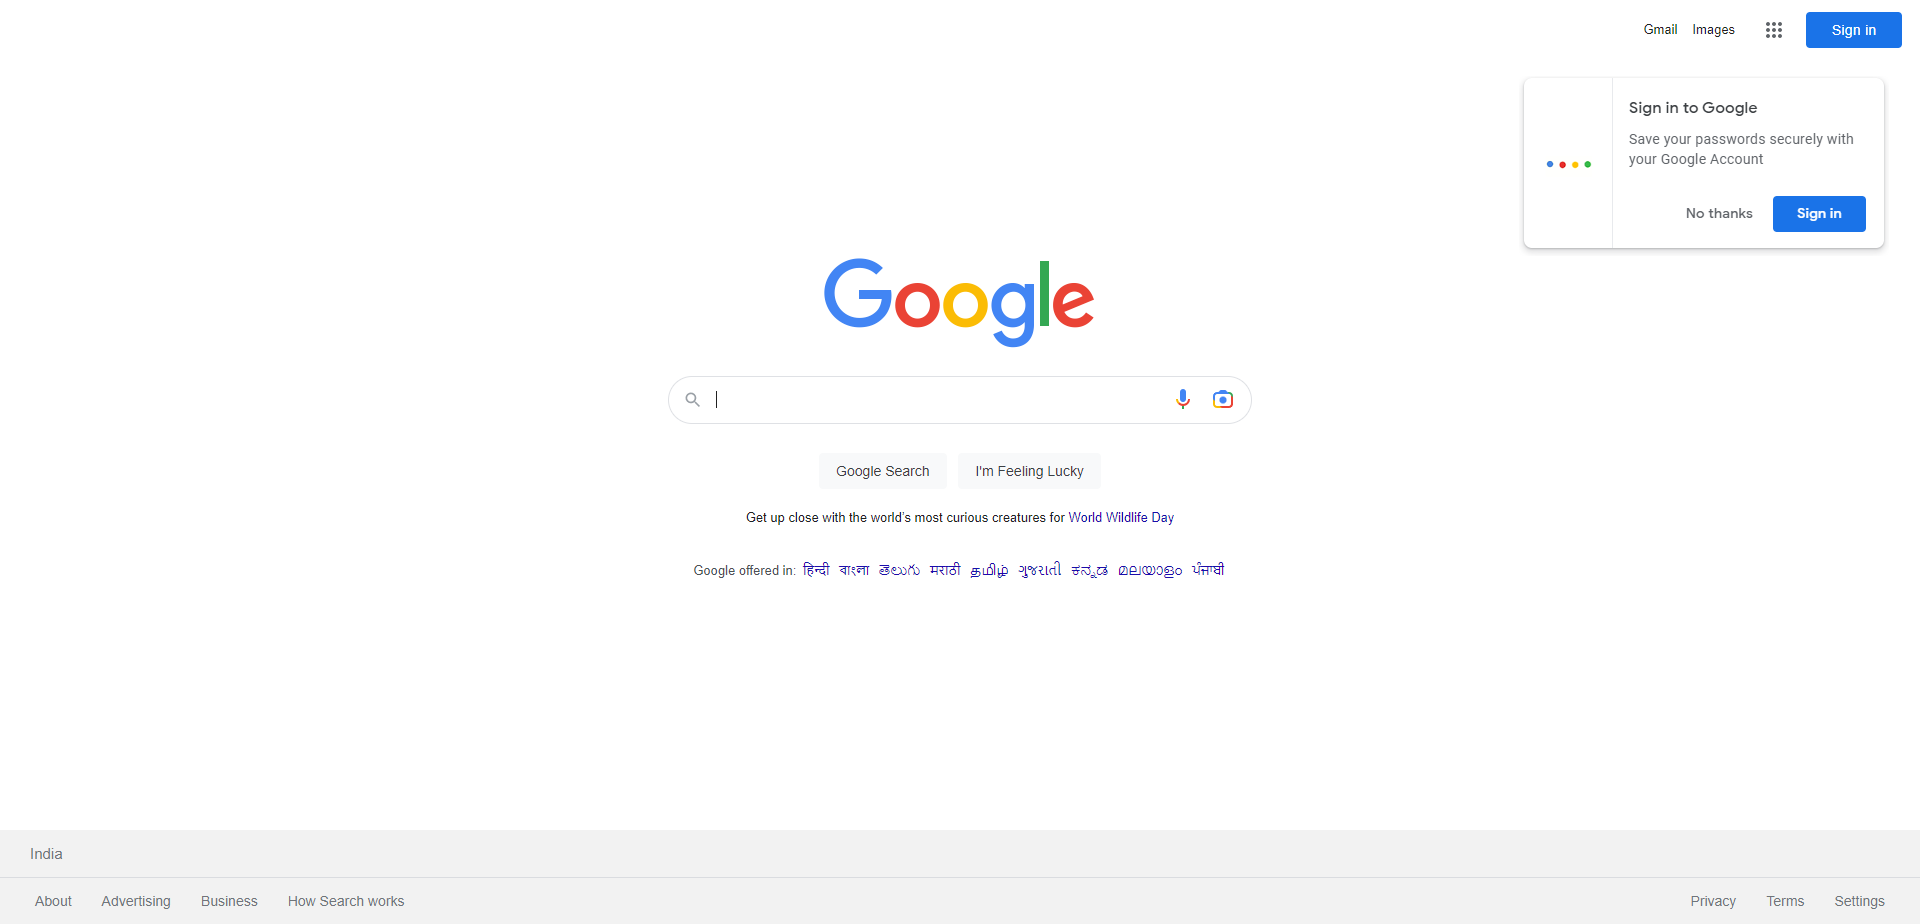 Gmail Images Sign in
Sign in to Google
Save your passwords securely with
your Google Account
No thanks Sign in
Google
Google Search I'm Feeling Lucky
Get up close with the world's most curious creatures for World Wildlife Day
Google offered in: हिन्दी বাংলা తెలుగు मराठी தமிழ் ગુજરાતી ಕನ್ನಡ മലയാളം ਪੰਜਾਬੀ
India
About Advertising Business How Search works Privacy Terms Settings